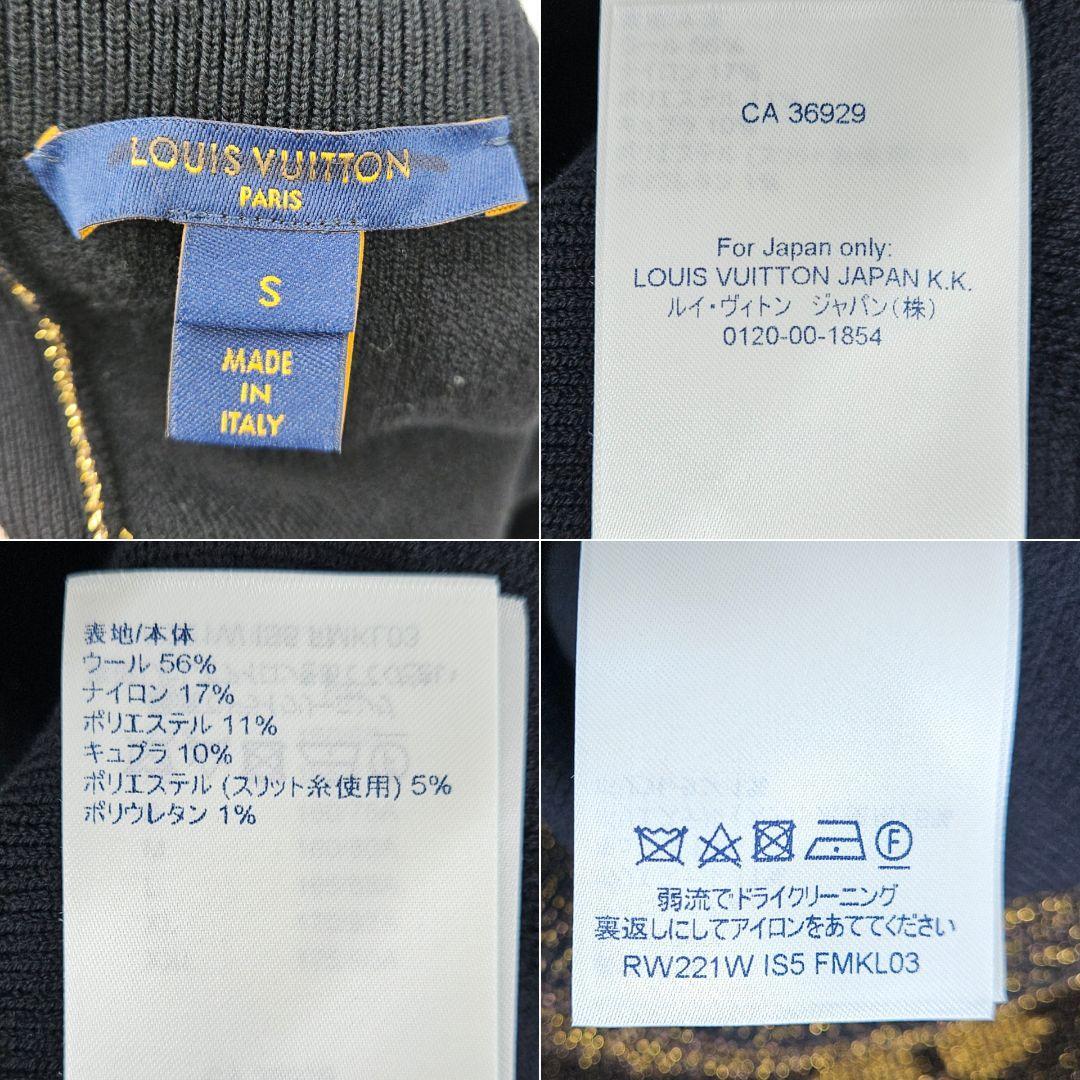 LOUIS VUITTON
PARIS
S
MADE
IN
ITALY
CA 36929
For Japan only:
LOUIS VUITTON JAPAN K.K.
ルイ・ヴィトン ジャパン(株)
0120-00-1854
表地/本体
ウール 56%
ナイロン 17%
ポリエステル 11%
キュプラ 10%
ポリエステル (スリット糸使用) 5%
ポリウレタン 1%
F
弱流でドライクリーニング
裏返しにしてアイロンをあててください
RW221W IS5 FMKL03